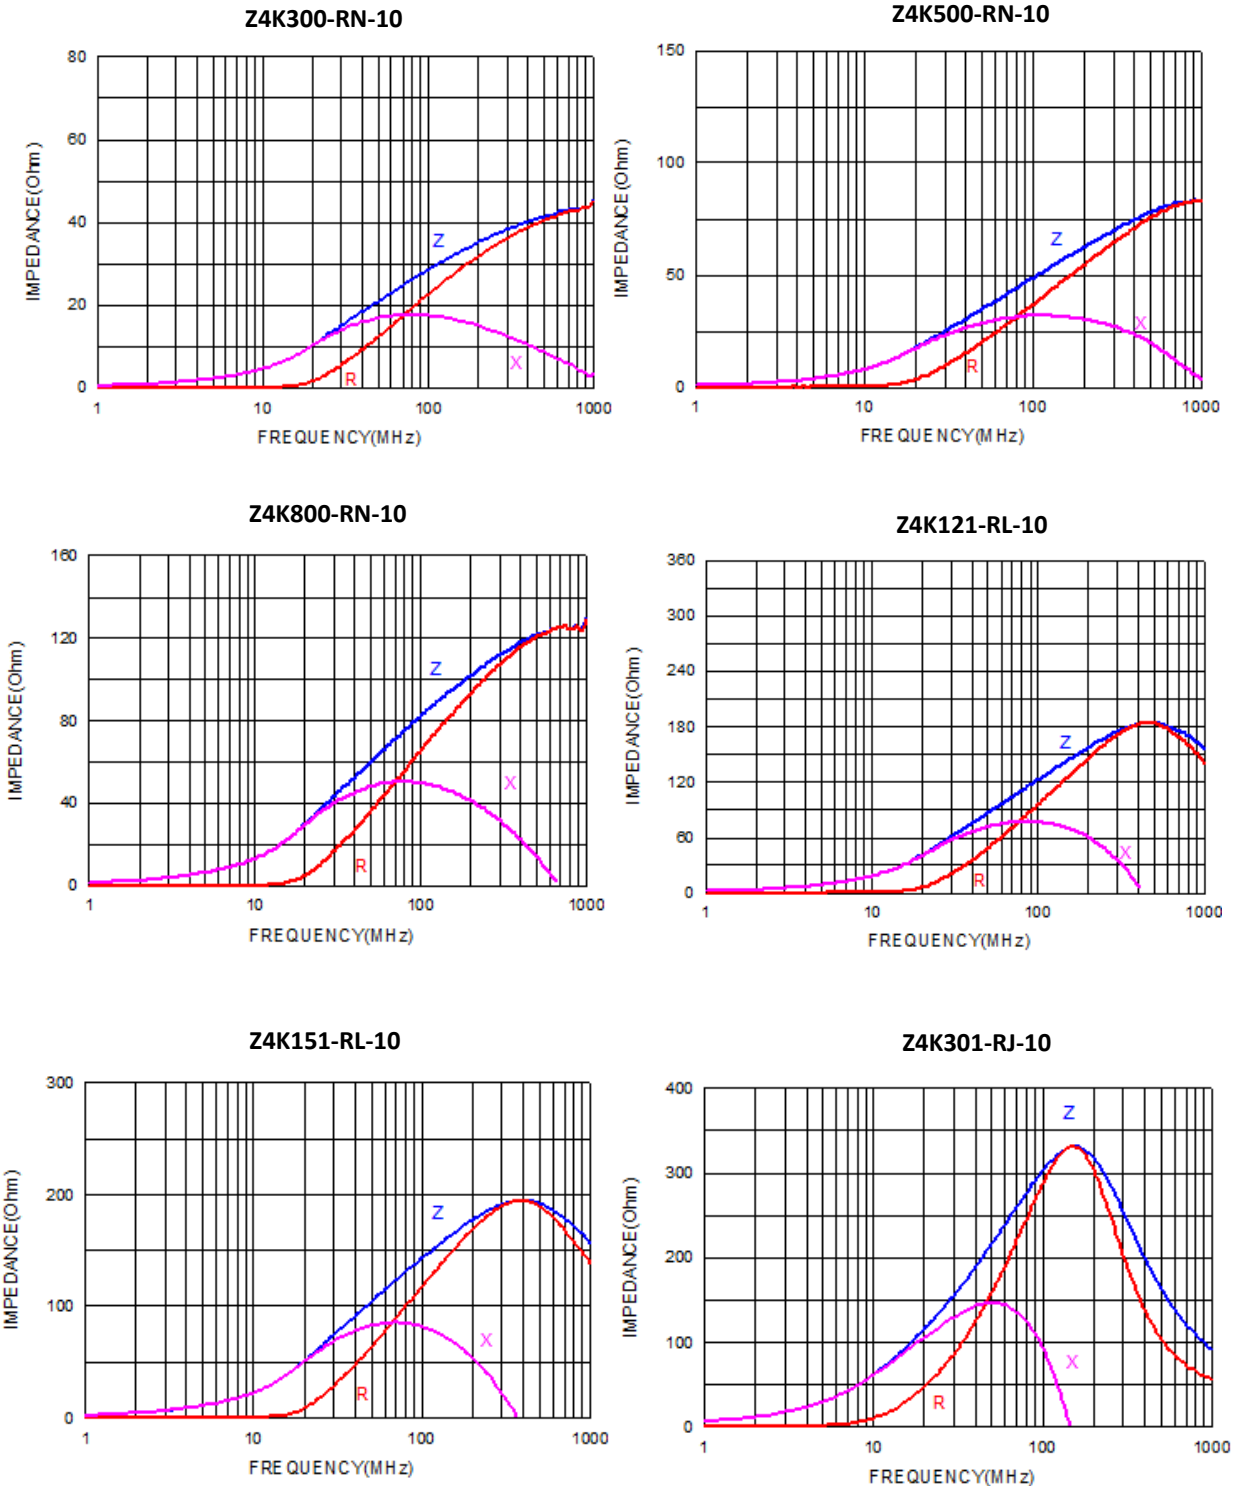 Z4K300-RN-10
80
60
40
20
0
IMPEDANCE(Ohm)
Z
X
R
1 10 100 1000
FREQUENCY(MHz)
Z4K500-RN-10
150
100
50
0
IMPEDANCE(Ohm)
Z
X
R
1 10 100 1000
FREQUENCY(MHz)
Z4K800-RN-10
160
120
80
40
0
IMPEDANCE(Ohm)
Z
X
R
1 10 100 1000
FREQUENCY(MHz)
Z4K121-RL-10
360
300
240
180
120
60
0
IMPEDANCE(Ohm)
Z
X
R
1 10 100 1000
FREQUENCY(MHz)
Z4K151-RL-10
300
200
100
0
IMPEDANCE(Ohm)
Z
X
R
1 10 100 1000
FREQUENCY(MHz)
Z4K301-RJ-10
400
300
200
100
0
IMPEDANCE(Ohm)
Z
X
R
1 10 100 1000
FREQUENCY(MHz)